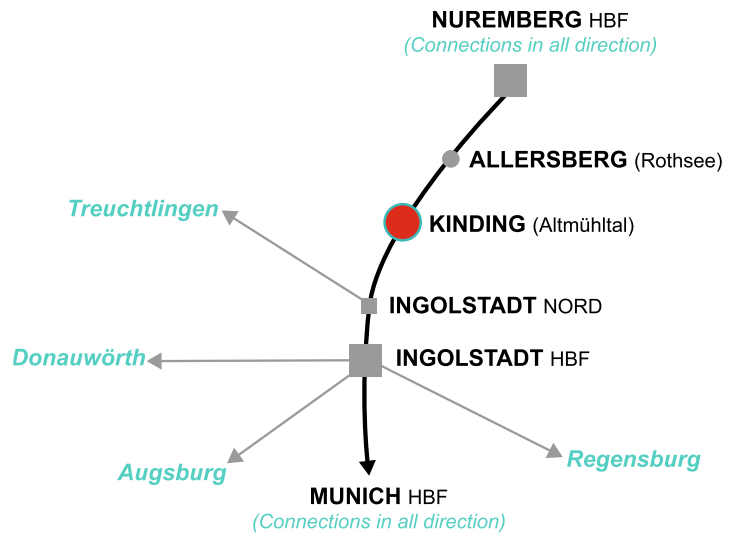 NUREMBERG HBF
(Connections in all direction)
ALLERSBERG (Rothsee)
Treuchtlingen
KINDING (Altmühltal)
INGOLSTADT NORD
Donauwörth
INGOLSTADT HBF
Augsburg
Regensburg
MUNICH HBF
(Connections in all direction)